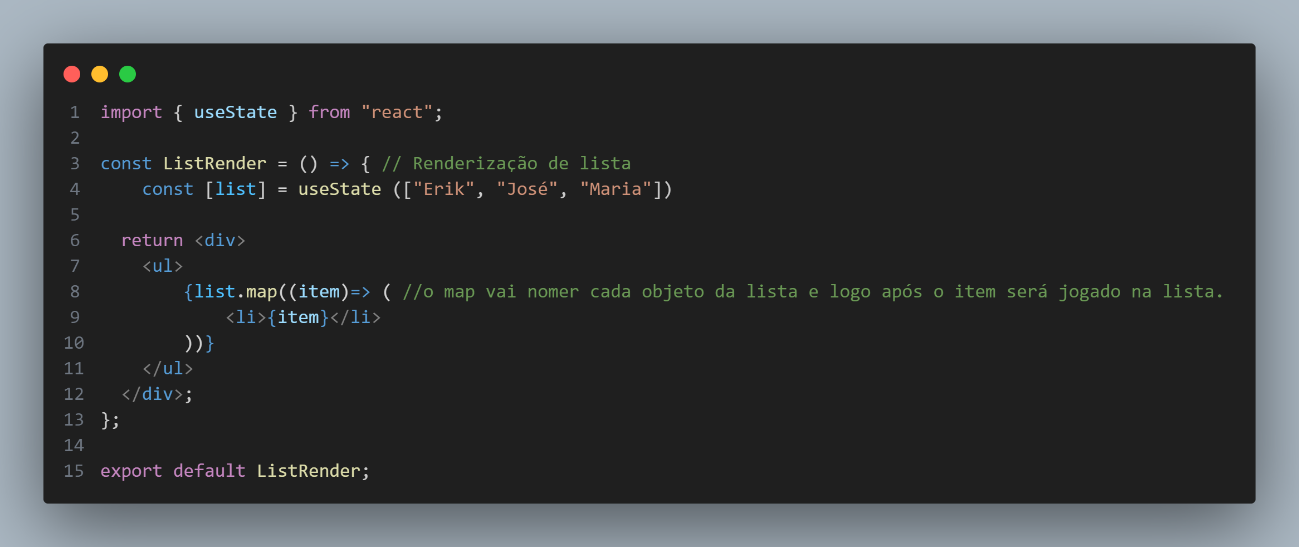 1 import { useState } from "react";
2
3 const ListRender = () => { // Renderização de lista
4     const [list] = useState (["Erik", "José", "Maria"])
5
6   return <div>
7     <ul>
8         {list.map((item)=> ( //o map vai nomer cada objeto da lista e logo após o item será jogado na lista.
9             <li>{item}</li>
10         ))}
11     </ul>
12   </div>;
13 };
14
15 export default ListRender;